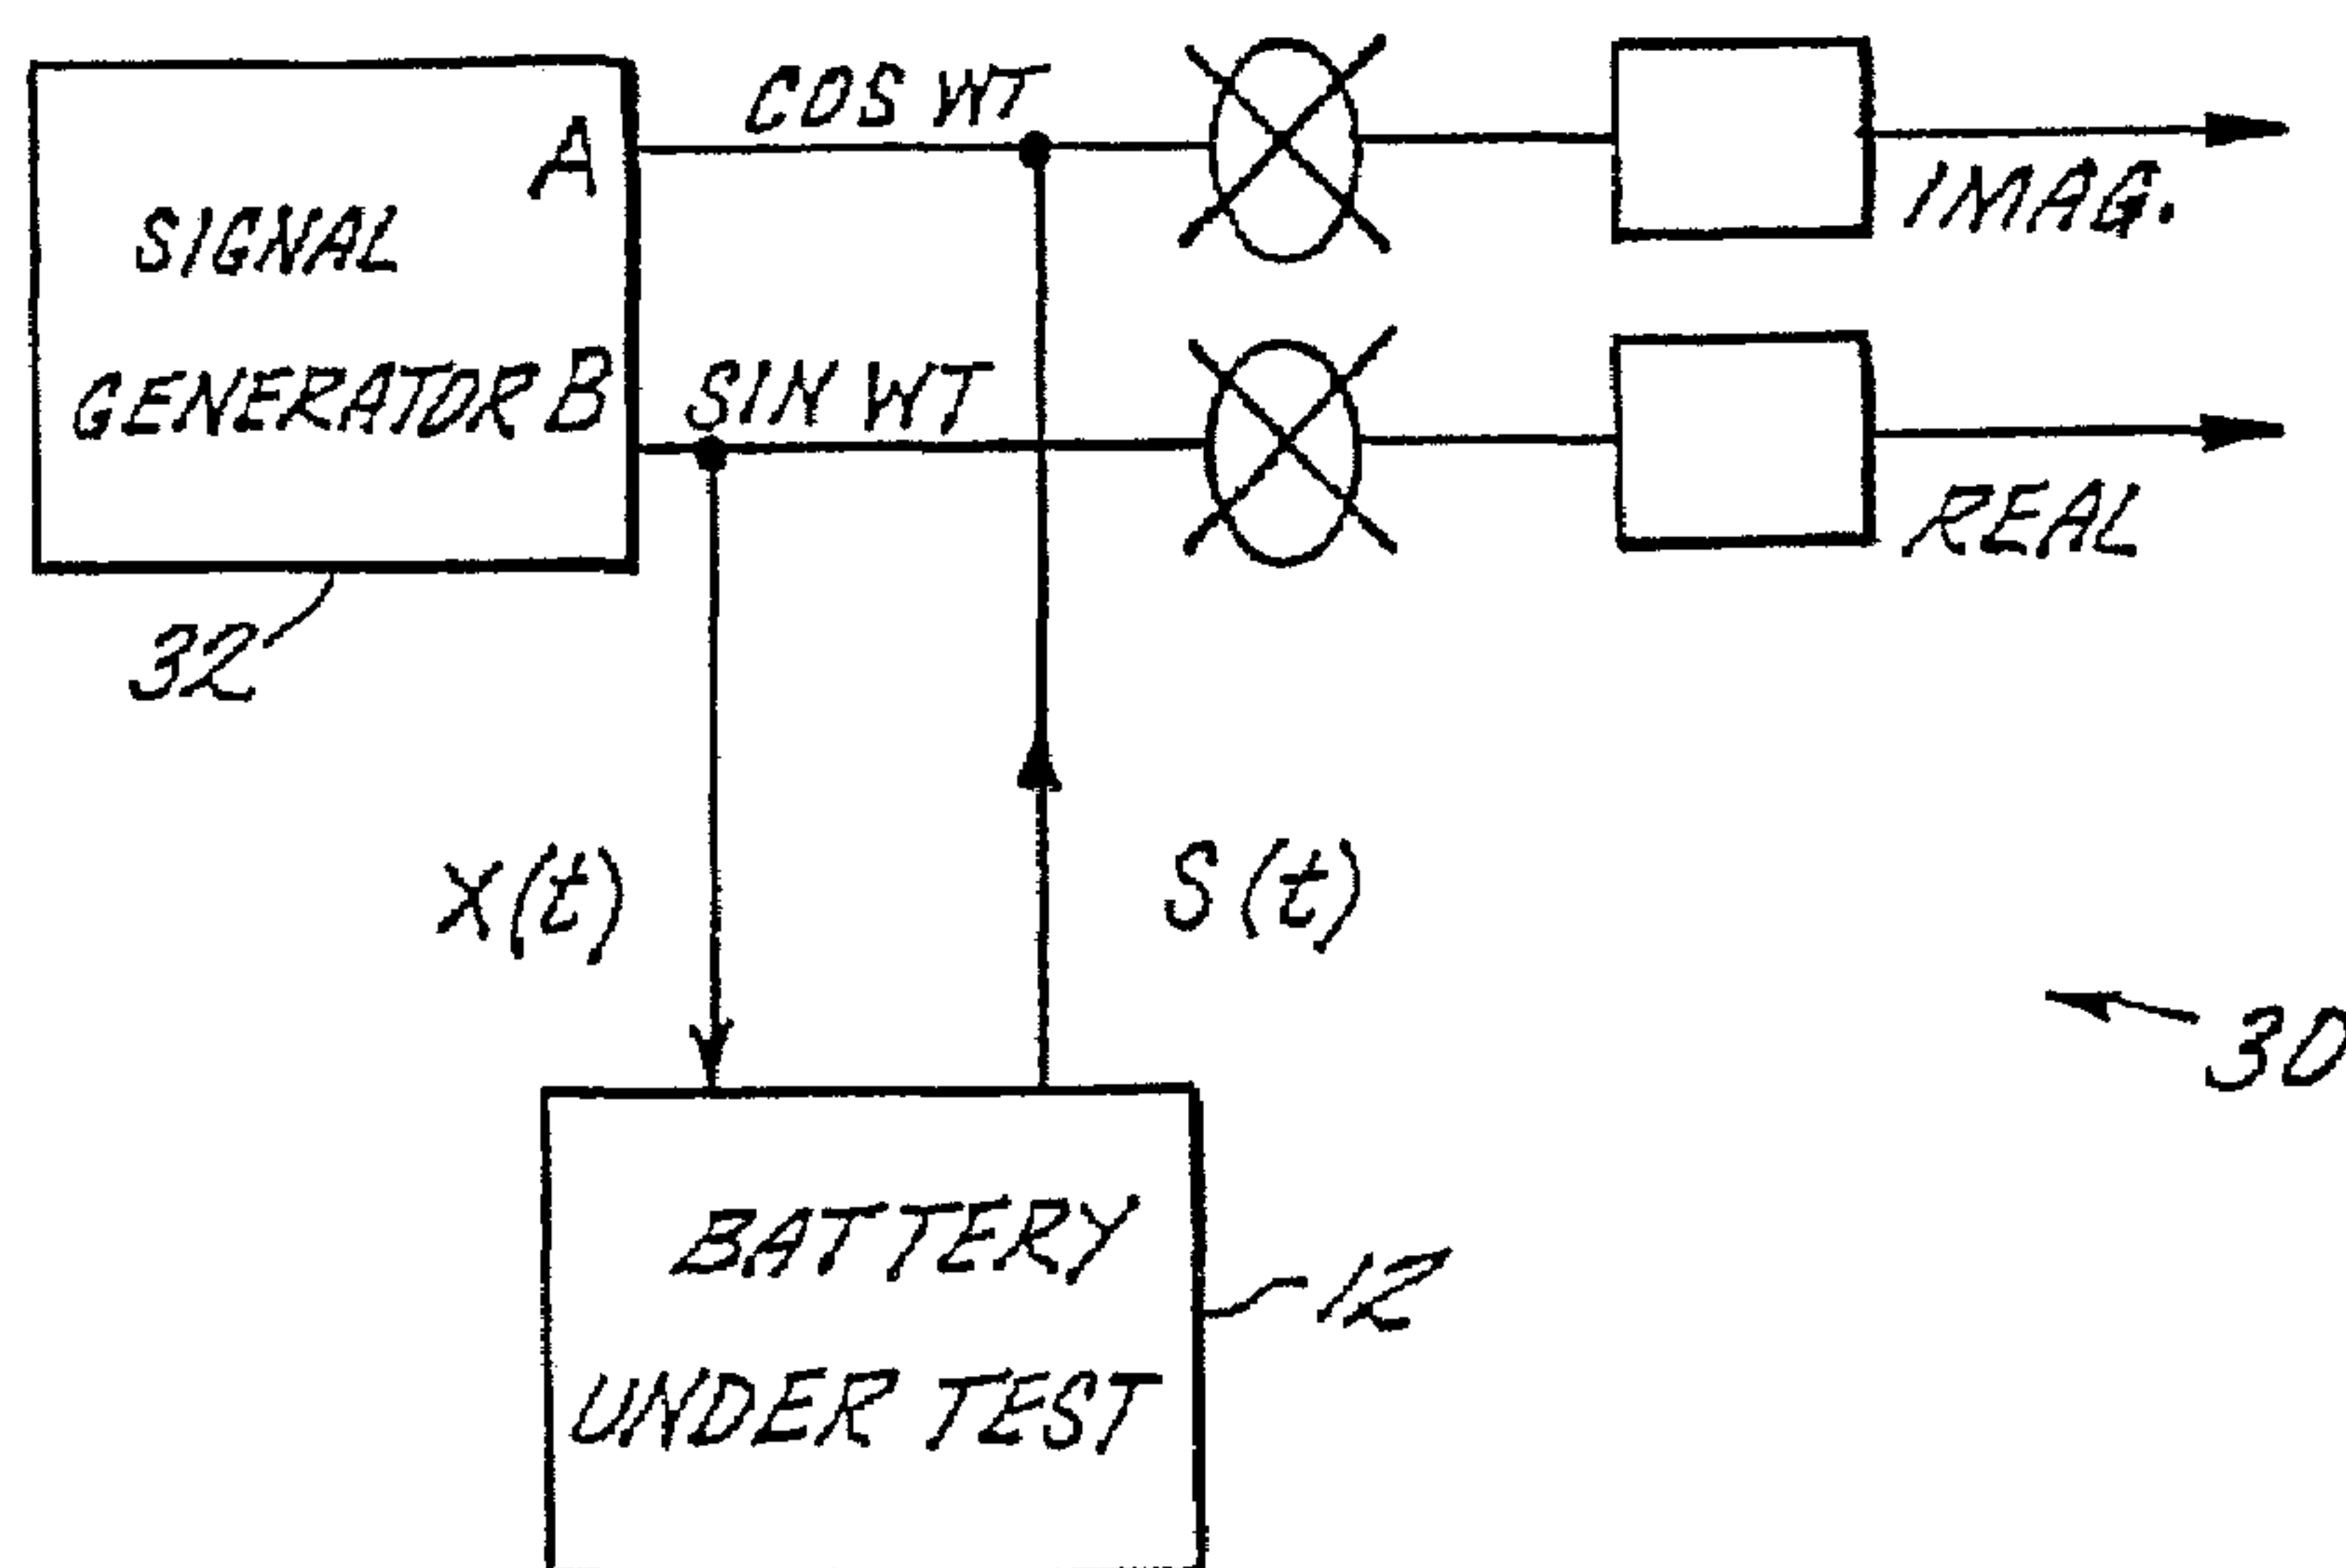 COS WT
A
IMAG.
SIGNAL
GENERATOR B
SIN WT
REAL
32
X(t)
S(t)
30
BATTERY
12
UNDER TEST